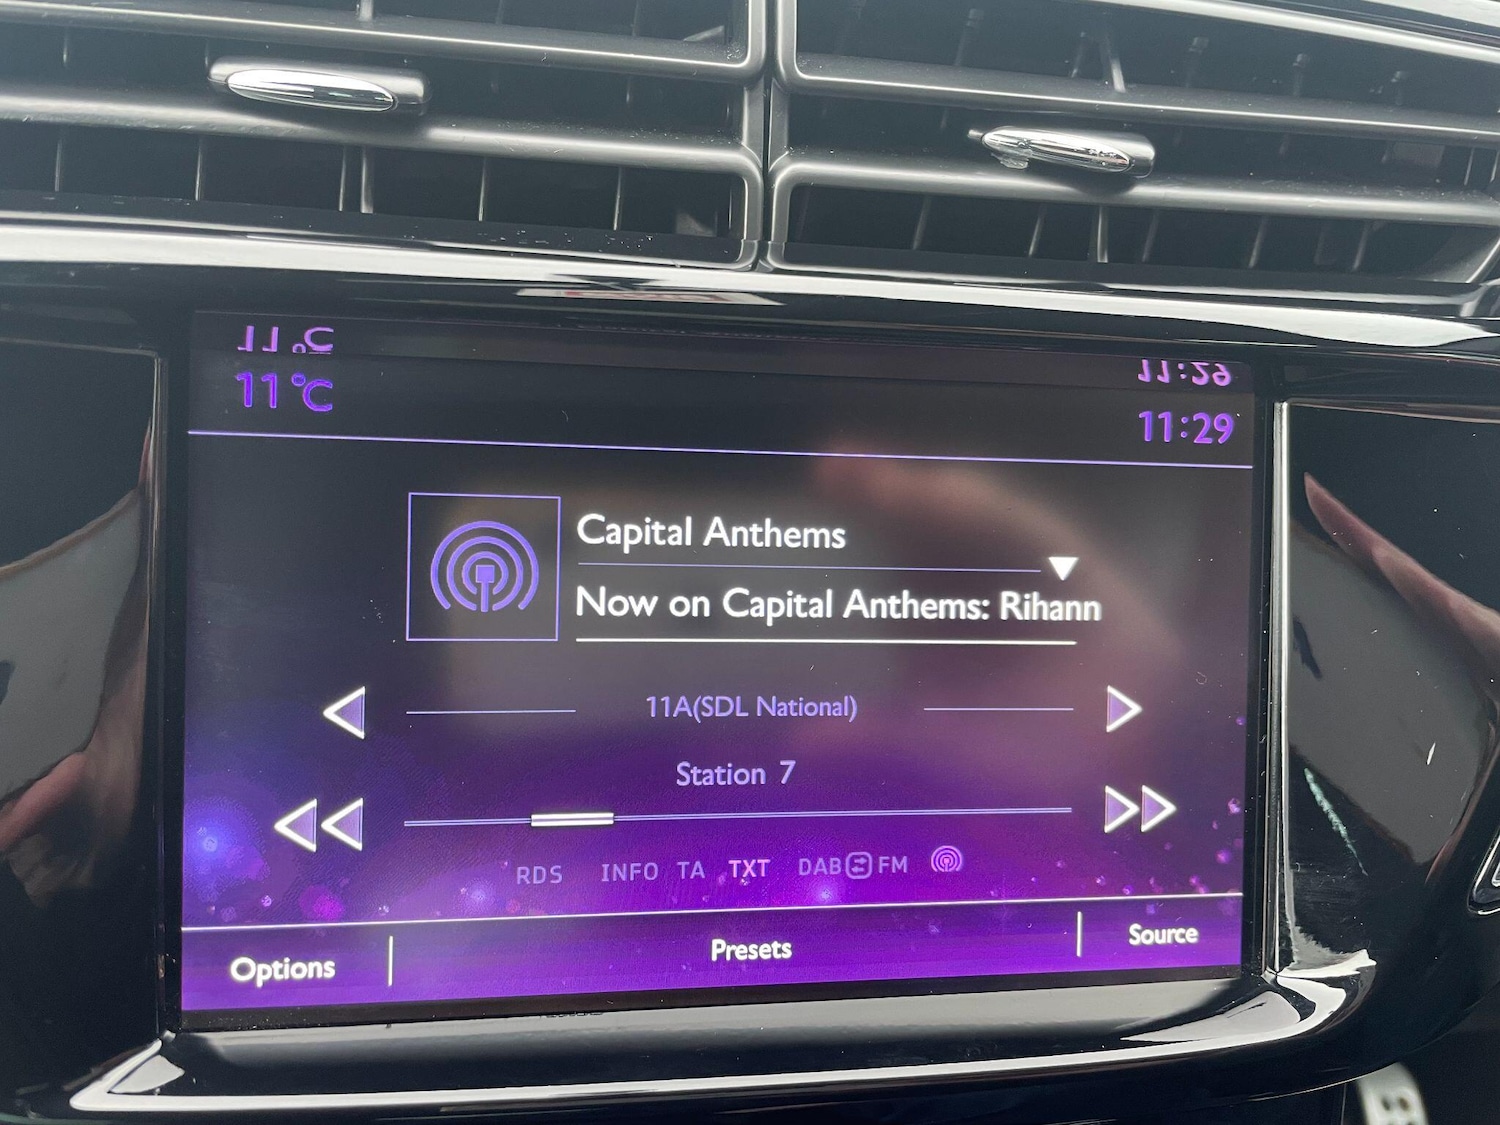 11°C
11:29
Capital Anthems
Now on Capital Anthems: Rihann
11A(SDL National)
Station 7
RDS INFO TA TXT DAB FM
Options Presets Source